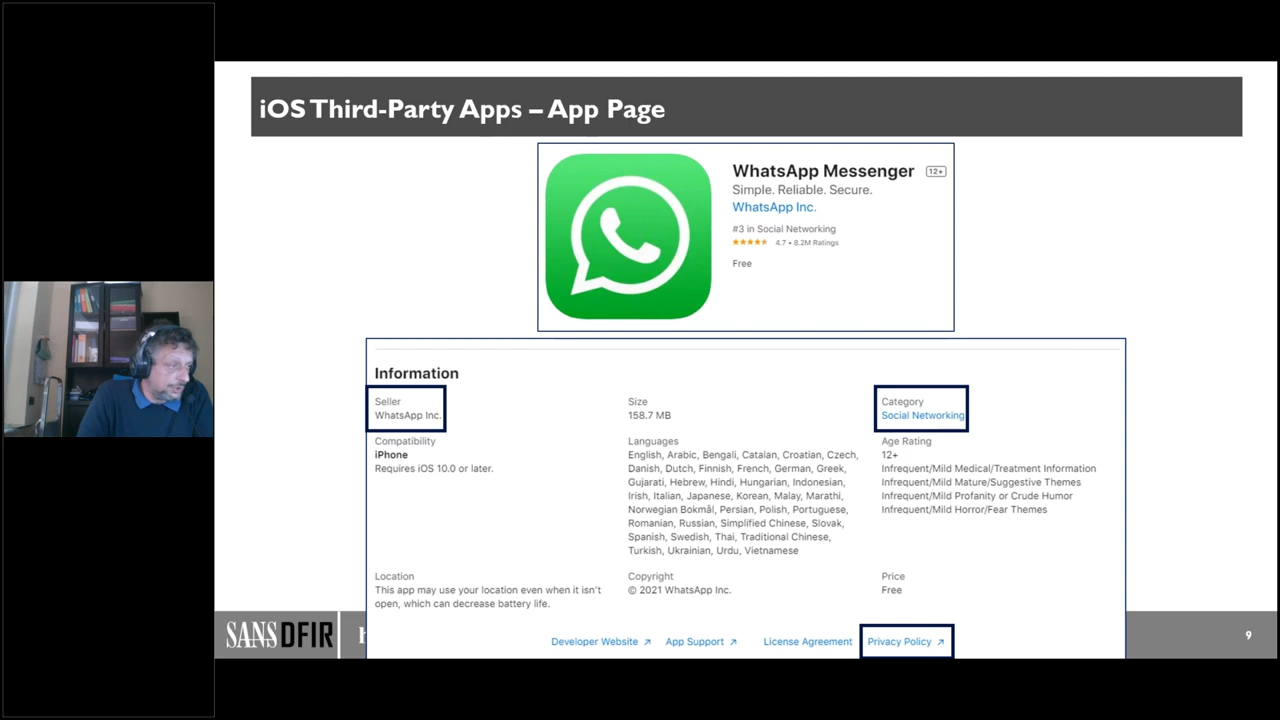 iOS Third-Party Apps – App Page
WhatsApp Messenger 12+
Simple. Reliable. Secure.
WhatsApp Inc.
#3 in Social Networking
4.7 • 8.2M Ratings
Free
Information
Seller
WhatsApp Inc.
Size
158.7 MB
Category
Social Networking
Compatibility
iPhone
Requires iOS 10.0 or later.
Languages
English, Arabic, Bengali, Catalan, Croatian, Czech,
Danish, Dutch, Finnish, French, German, Greek,
Gujarati, Hebrew, Hindi, Hungarian, Indonesian,
Irish, Italian, Japanese, Korean, Malay, Marathi,
Norwegian Bokmål, Persian, Polish, Portuguese,
Romanian, Russian, Simplified Chinese, Slovak,
Spanish, Swedish, Thai, Traditional Chinese,
Turkish, Ukrainian, Urdu, Vietnamese
Age Rating
12+
Infrequent/Mild Medical/Treatment Information
Infrequent/Mild Mature/Suggestive Themes
Infrequent/Mild Profanity or Crude Humor
Infrequent/Mild Horror/Fear Themes
Location
This app may use your location even when it isn't
open, which can decrease battery life.
Copyright
© 2021 WhatsApp Inc.
Price
Free
Developer Website ↗ App Support ↗ License Agreement Privacy Policy ↗
SANS DFIR
9